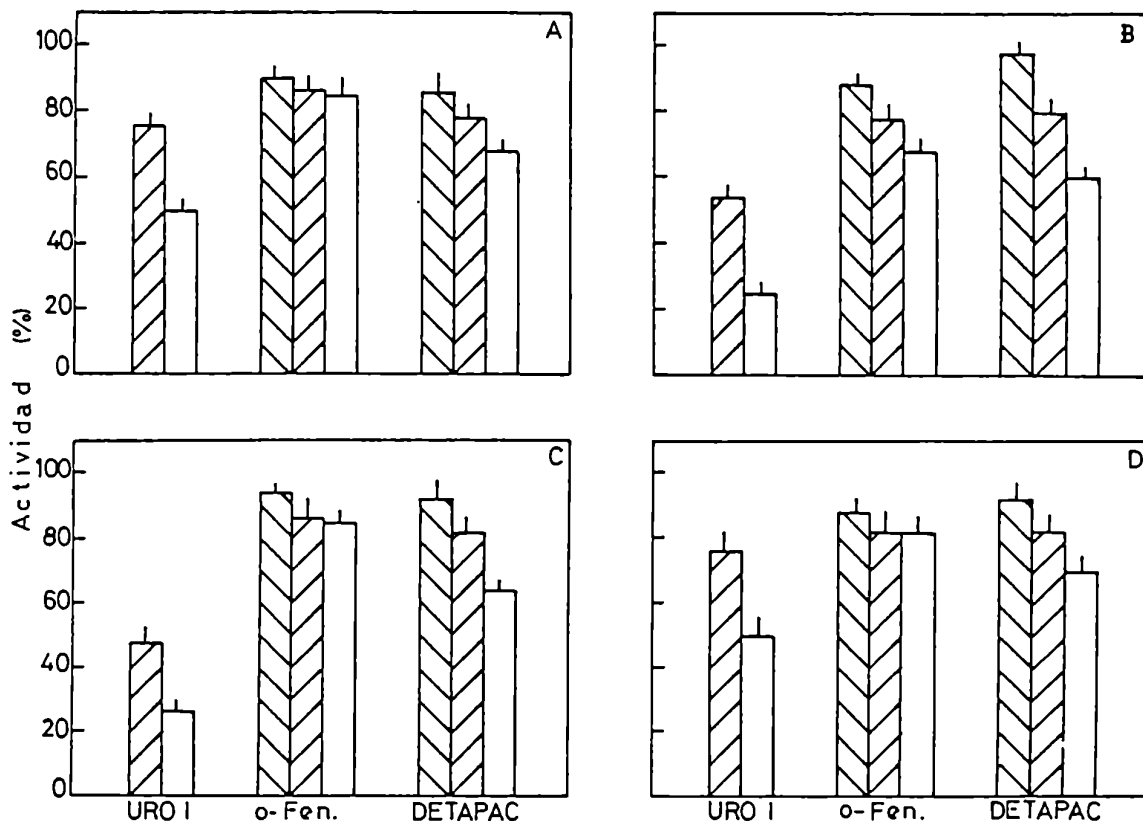 A
100
80
60
40
20
0
B
C
100
80
60
40
20
0
D
Actividad (%)
URO I o-Fen. DETAPAC
URO I o-Fen. DETAPAC